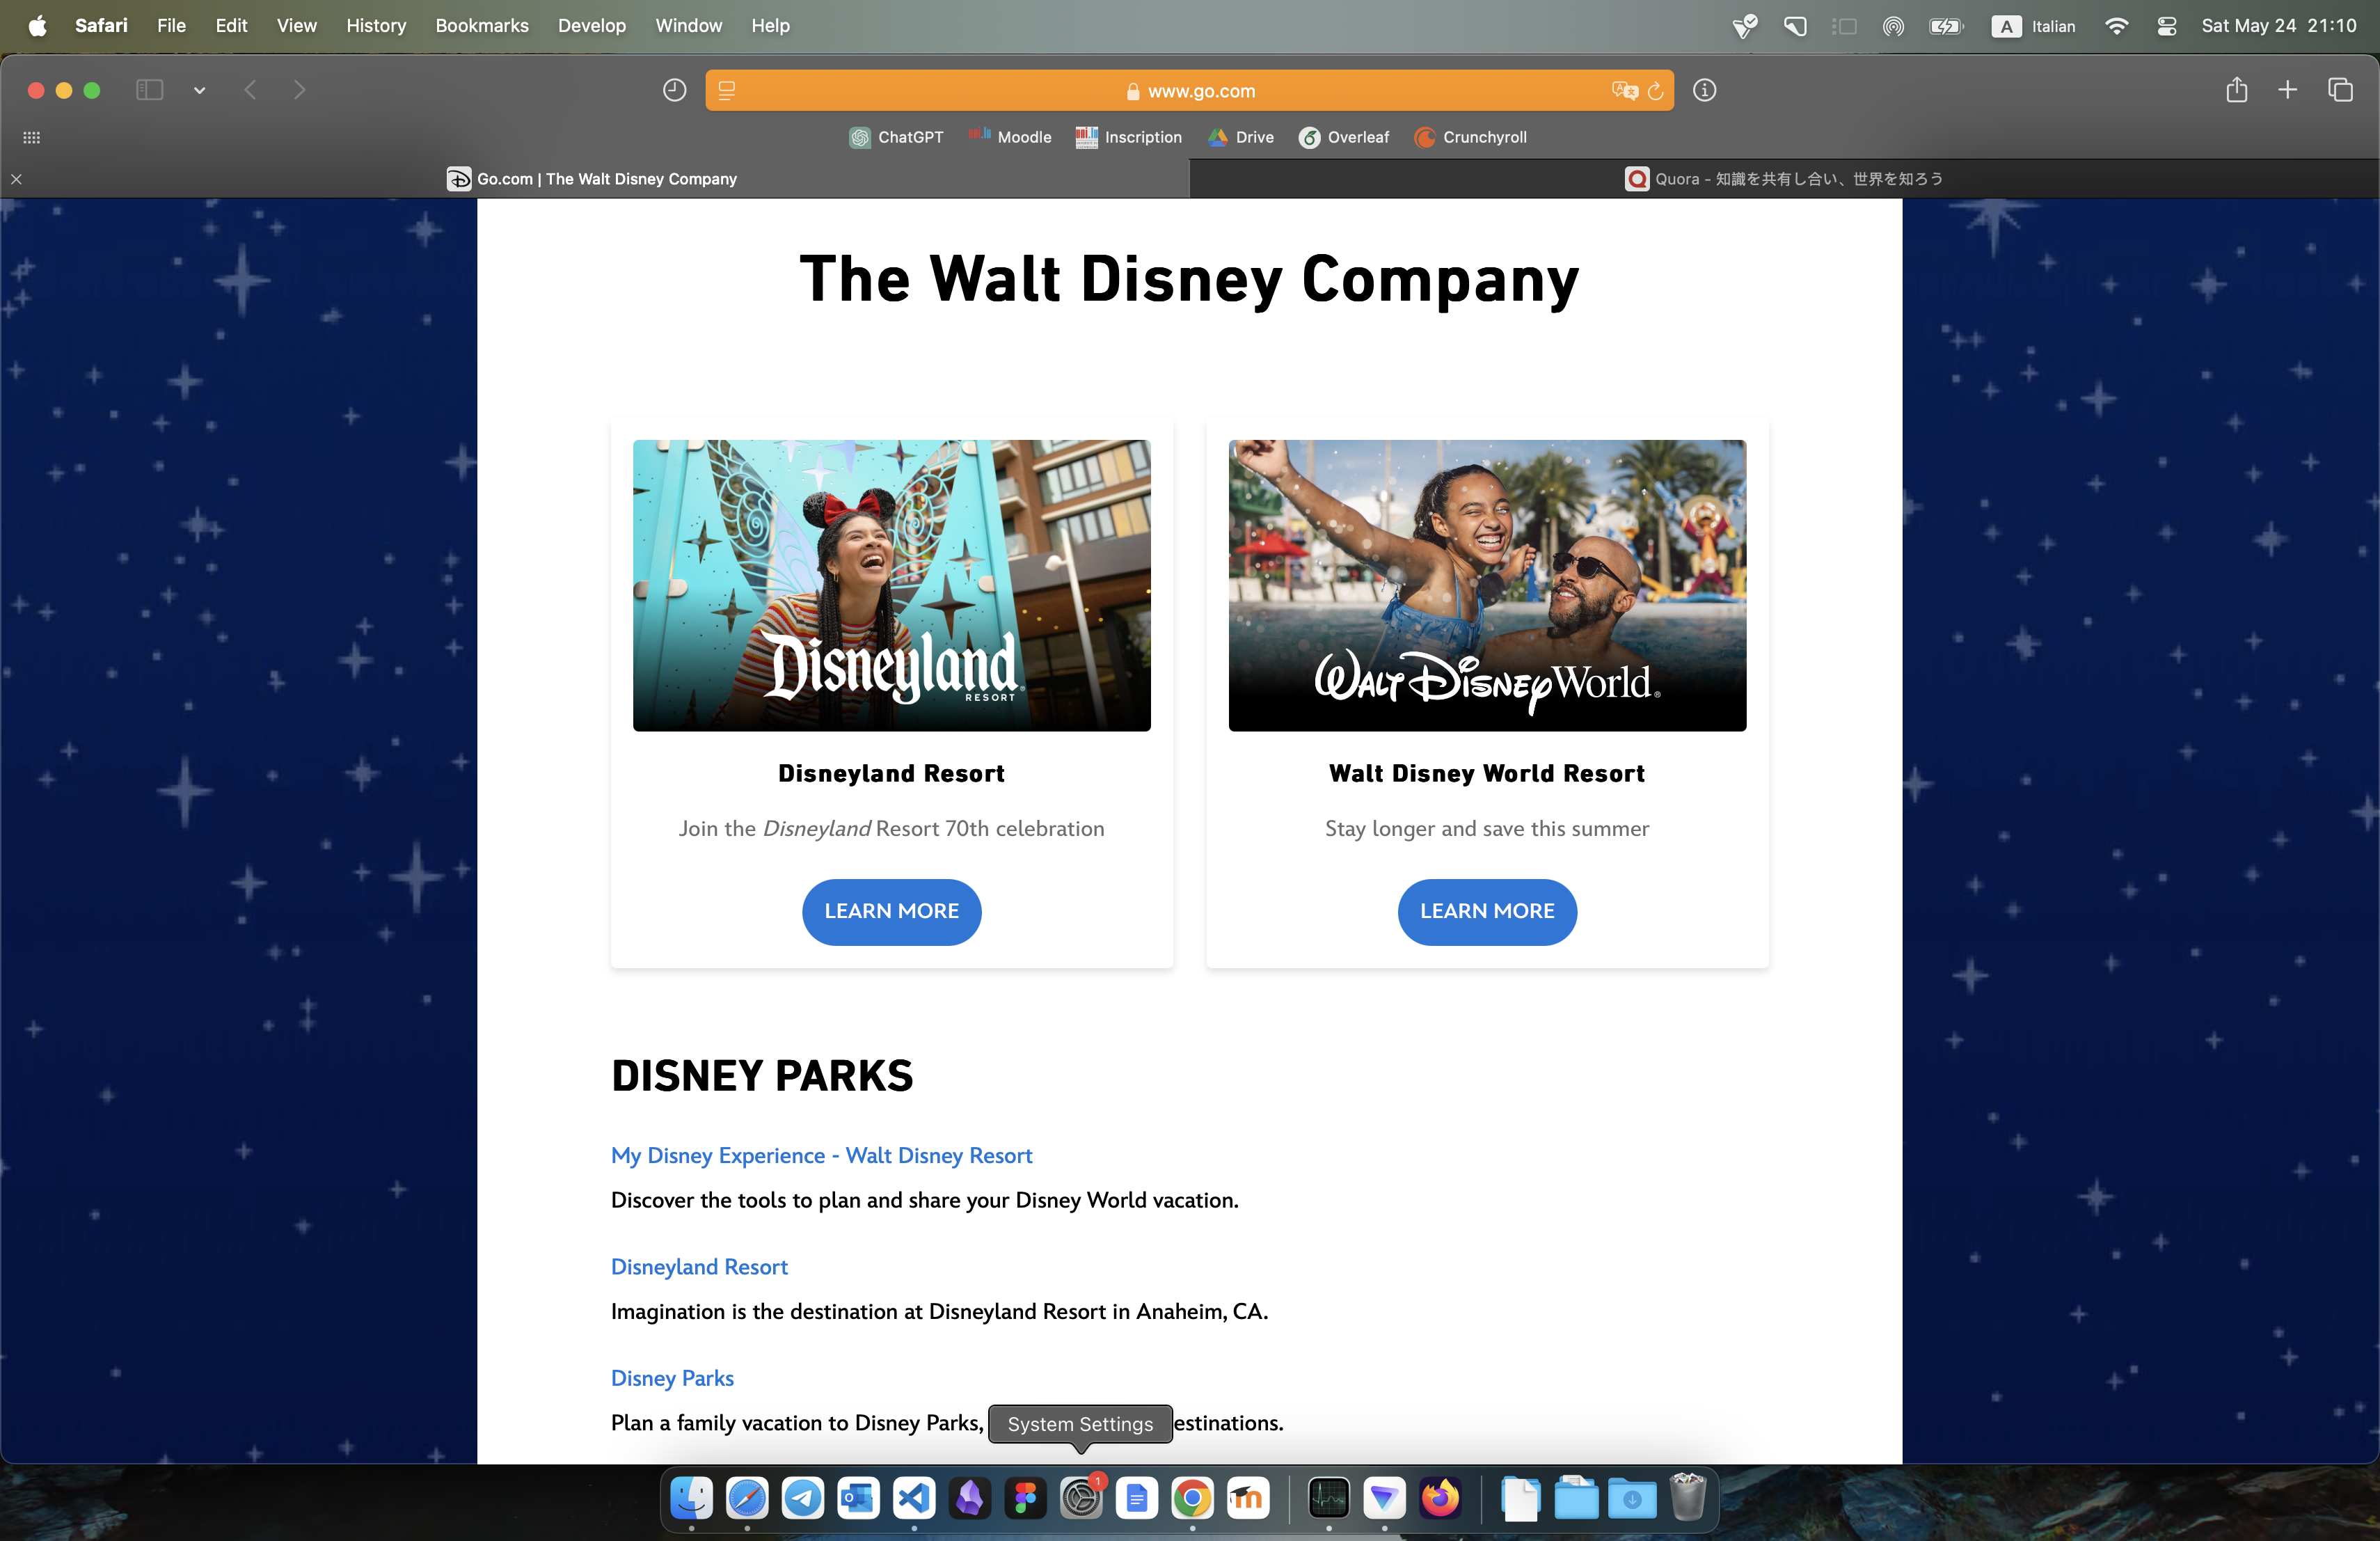 Safari File Edit View History Bookmarks Develop Window Help A Italian Sat May 24 21:10
www.go.com
ChatGPT Moodle Inscription Drive Overleaf Crunchyroll
Go.com | The Walt Disney Company Quora - 知識を共有し合い、世界を知ろう
The Walt Disney Company
Disneyland
RESORT
WALT DISNEY World
Disneyland Resort
Join the Disneyland Resort 70th celebration
LEARN MORE
Walt Disney World Resort
Stay longer and save this summer
LEARN MORE
DISNEY PARKS
My Disney Experience - Walt Disney Resort
Discover the tools to plan and share your Disney World vacation.
Disneyland Resort
Imagination is the destination at Disneyland Resort in Anaheim, CA.
Disney Parks
Plan a family vacation to Disney Parks, estinations.
System Settings
1